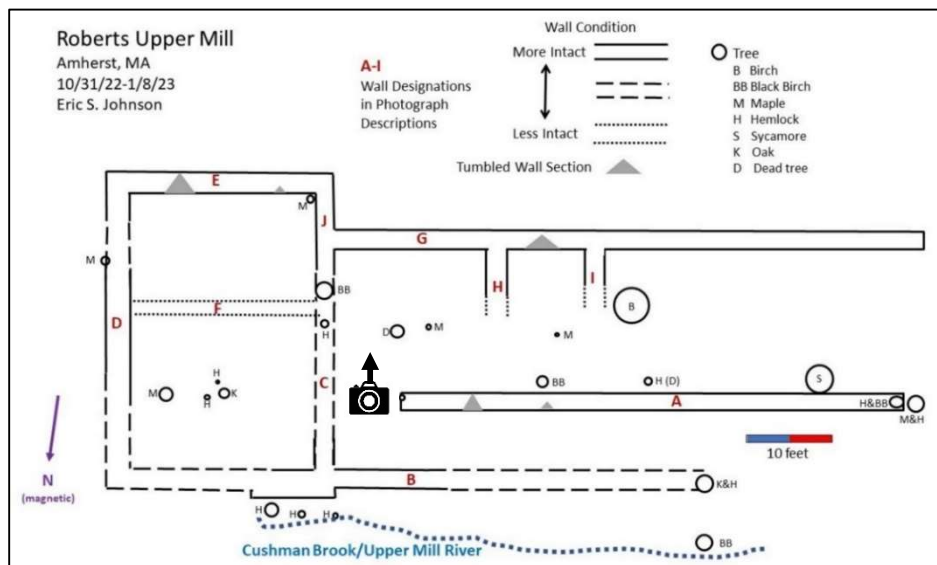 Roberts Upper Mill
Amherst, MA
10/31/22-1/8/23
Eric S. Johnson
A-I
Wall Designations
in Photograph
Descriptions
Wall Condition
More Intact
Less Intact
Tumbled Wall Section
Tree
B Birch
BB Black Birch
M Maple
H Hemlock
S Sycamore
K Oak
D Dead tree
E
M
J
G
M
H
I
BB
B
F
D
H
D
M
M
H
M
H
K
C
BB
H (D)
S
A
H&BB
M&H
10 feet
N
(magnetic)
B
K&H
H
H
H
BB
Cushman Brook/Upper Mill River